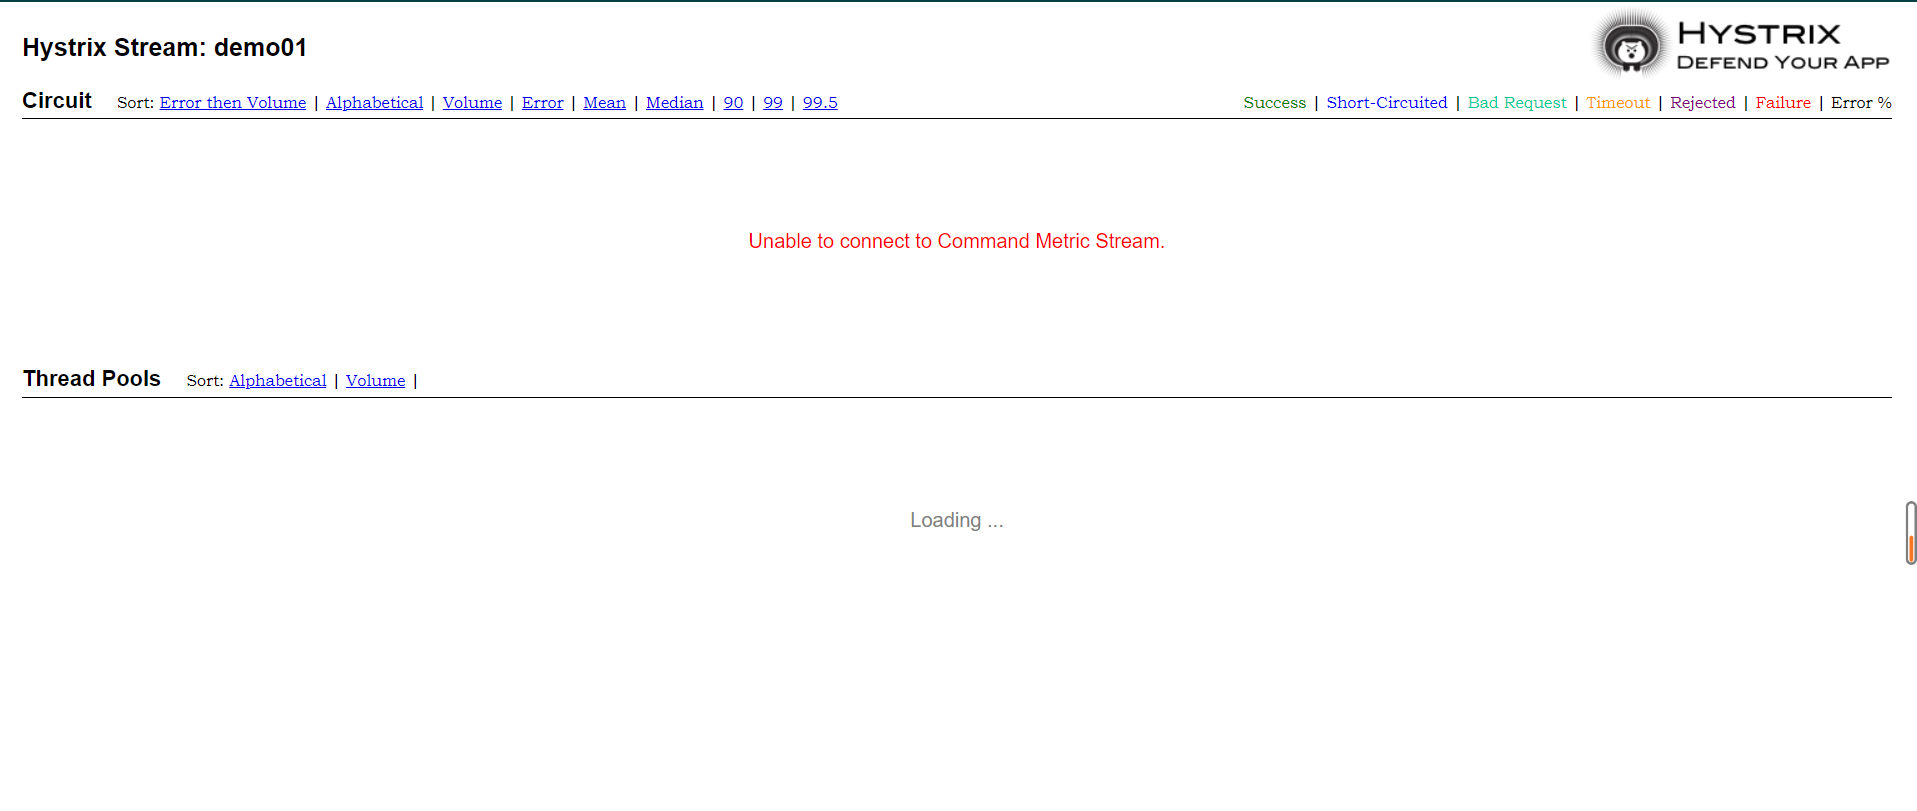 Hystrix Stream: demo01
HYSTRIX
DEFEND YOUR APP
Circuit Sort: Error then Volume | Alphabetical | Volume | Error | Mean | Median | 90 | 99 | 99.5
Success | Short-Circuited | Bad Request | Timeout | Rejected | Failure | Error %
Unable to connect to Command Metric Stream.
Thread Pools Sort: Alphabetical | Volume |
Loading ...